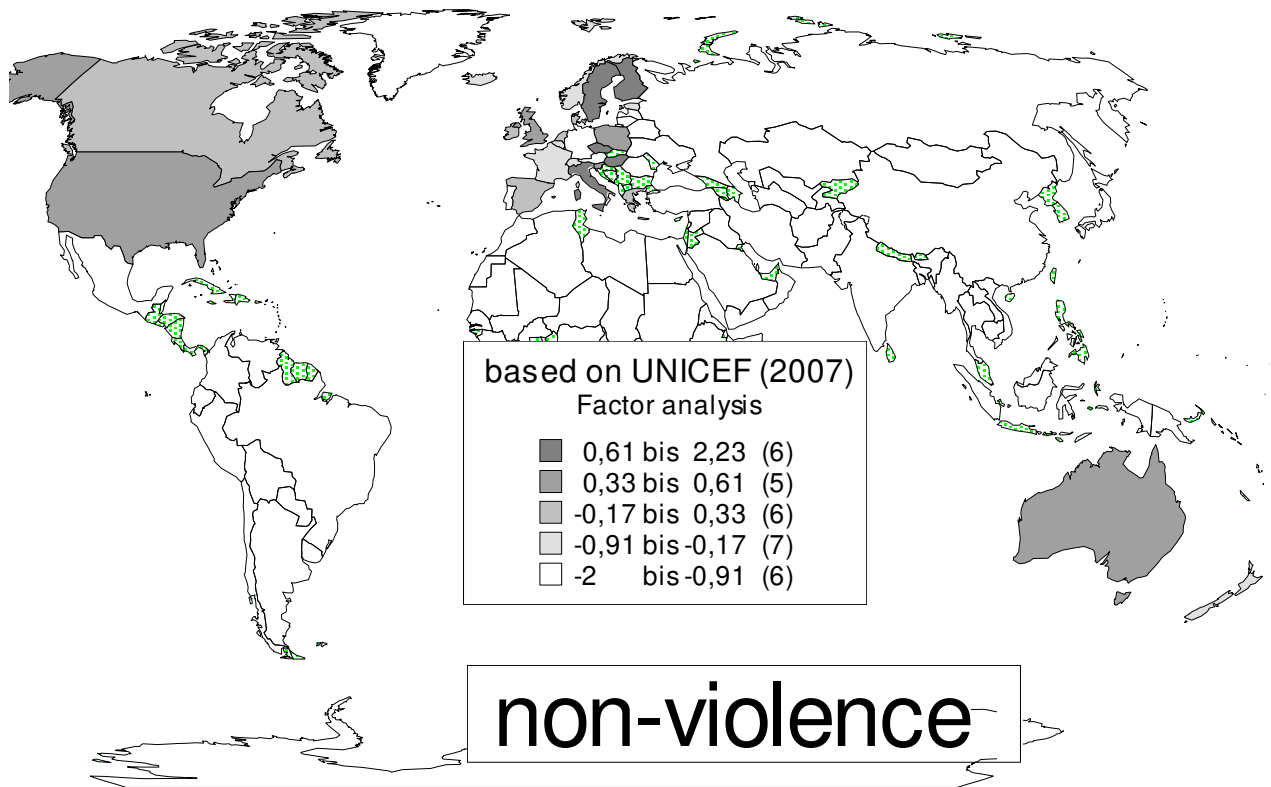 based on UNICEF (2007)
Factor analysis
0,61 bis 2,23 (6)
0,33 bis 0,61 (5)
-0,17 bis 0,33 (6)
-0,91 bis -0,17 (7)
-2 bis -0,91 (6)
non-violence